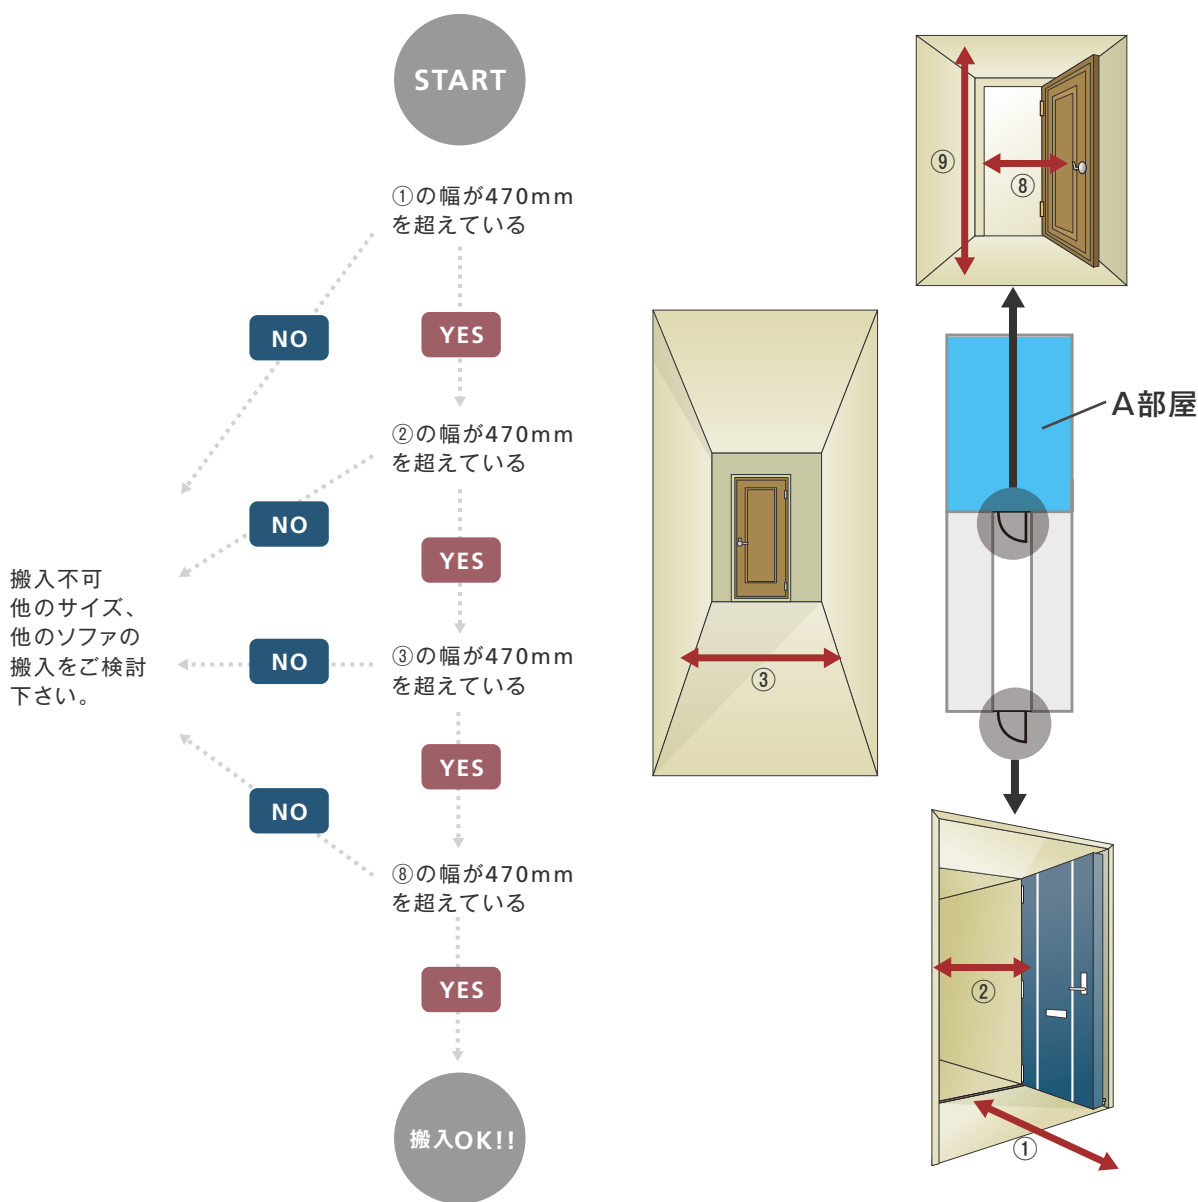 START
①の幅が470mm
を超えている
NO
YES
②の幅が470mm
を超えている
NO
YES
搬入不可
他のサイズ、
他のソファの
搬入をご検討
下さい。
③の幅が470mm
を超えている
NO
YES
⑧の幅が470mm
を超えている
NO
YES
搬入OK!!
③
⑨
⑧
A部屋
②
①